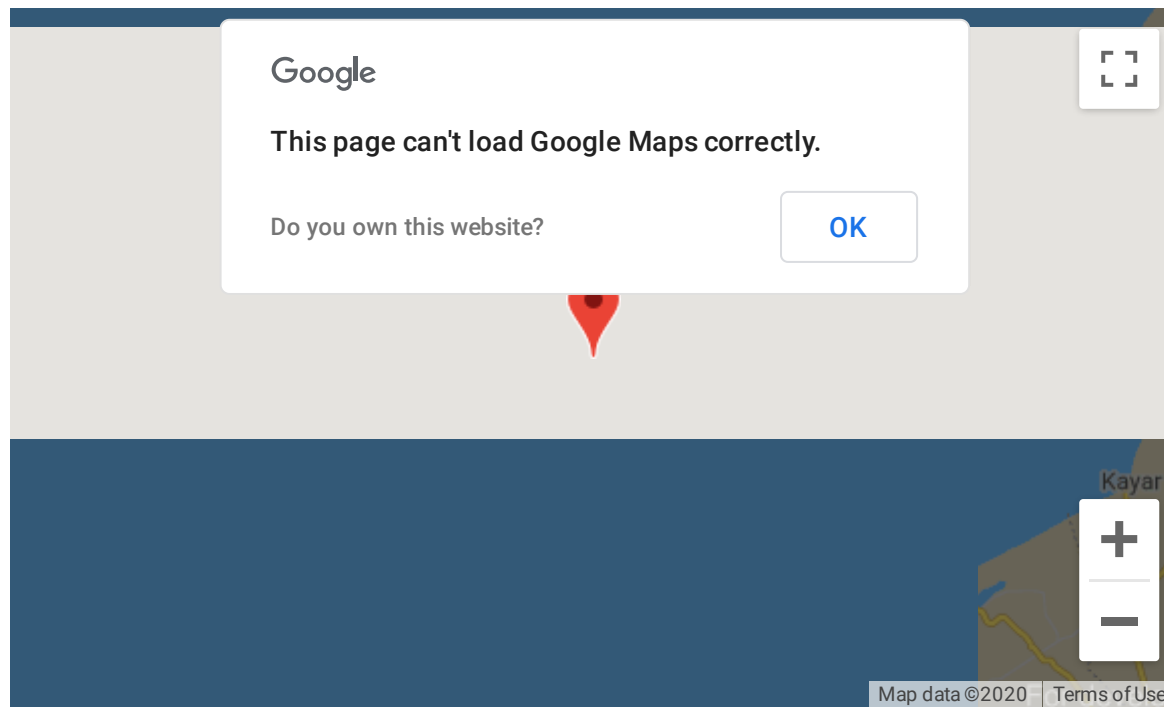 Google
This page can't load Google Maps correctly.
Do you own this website?
OK
Kayar
Map data ©2020
Terms of Use